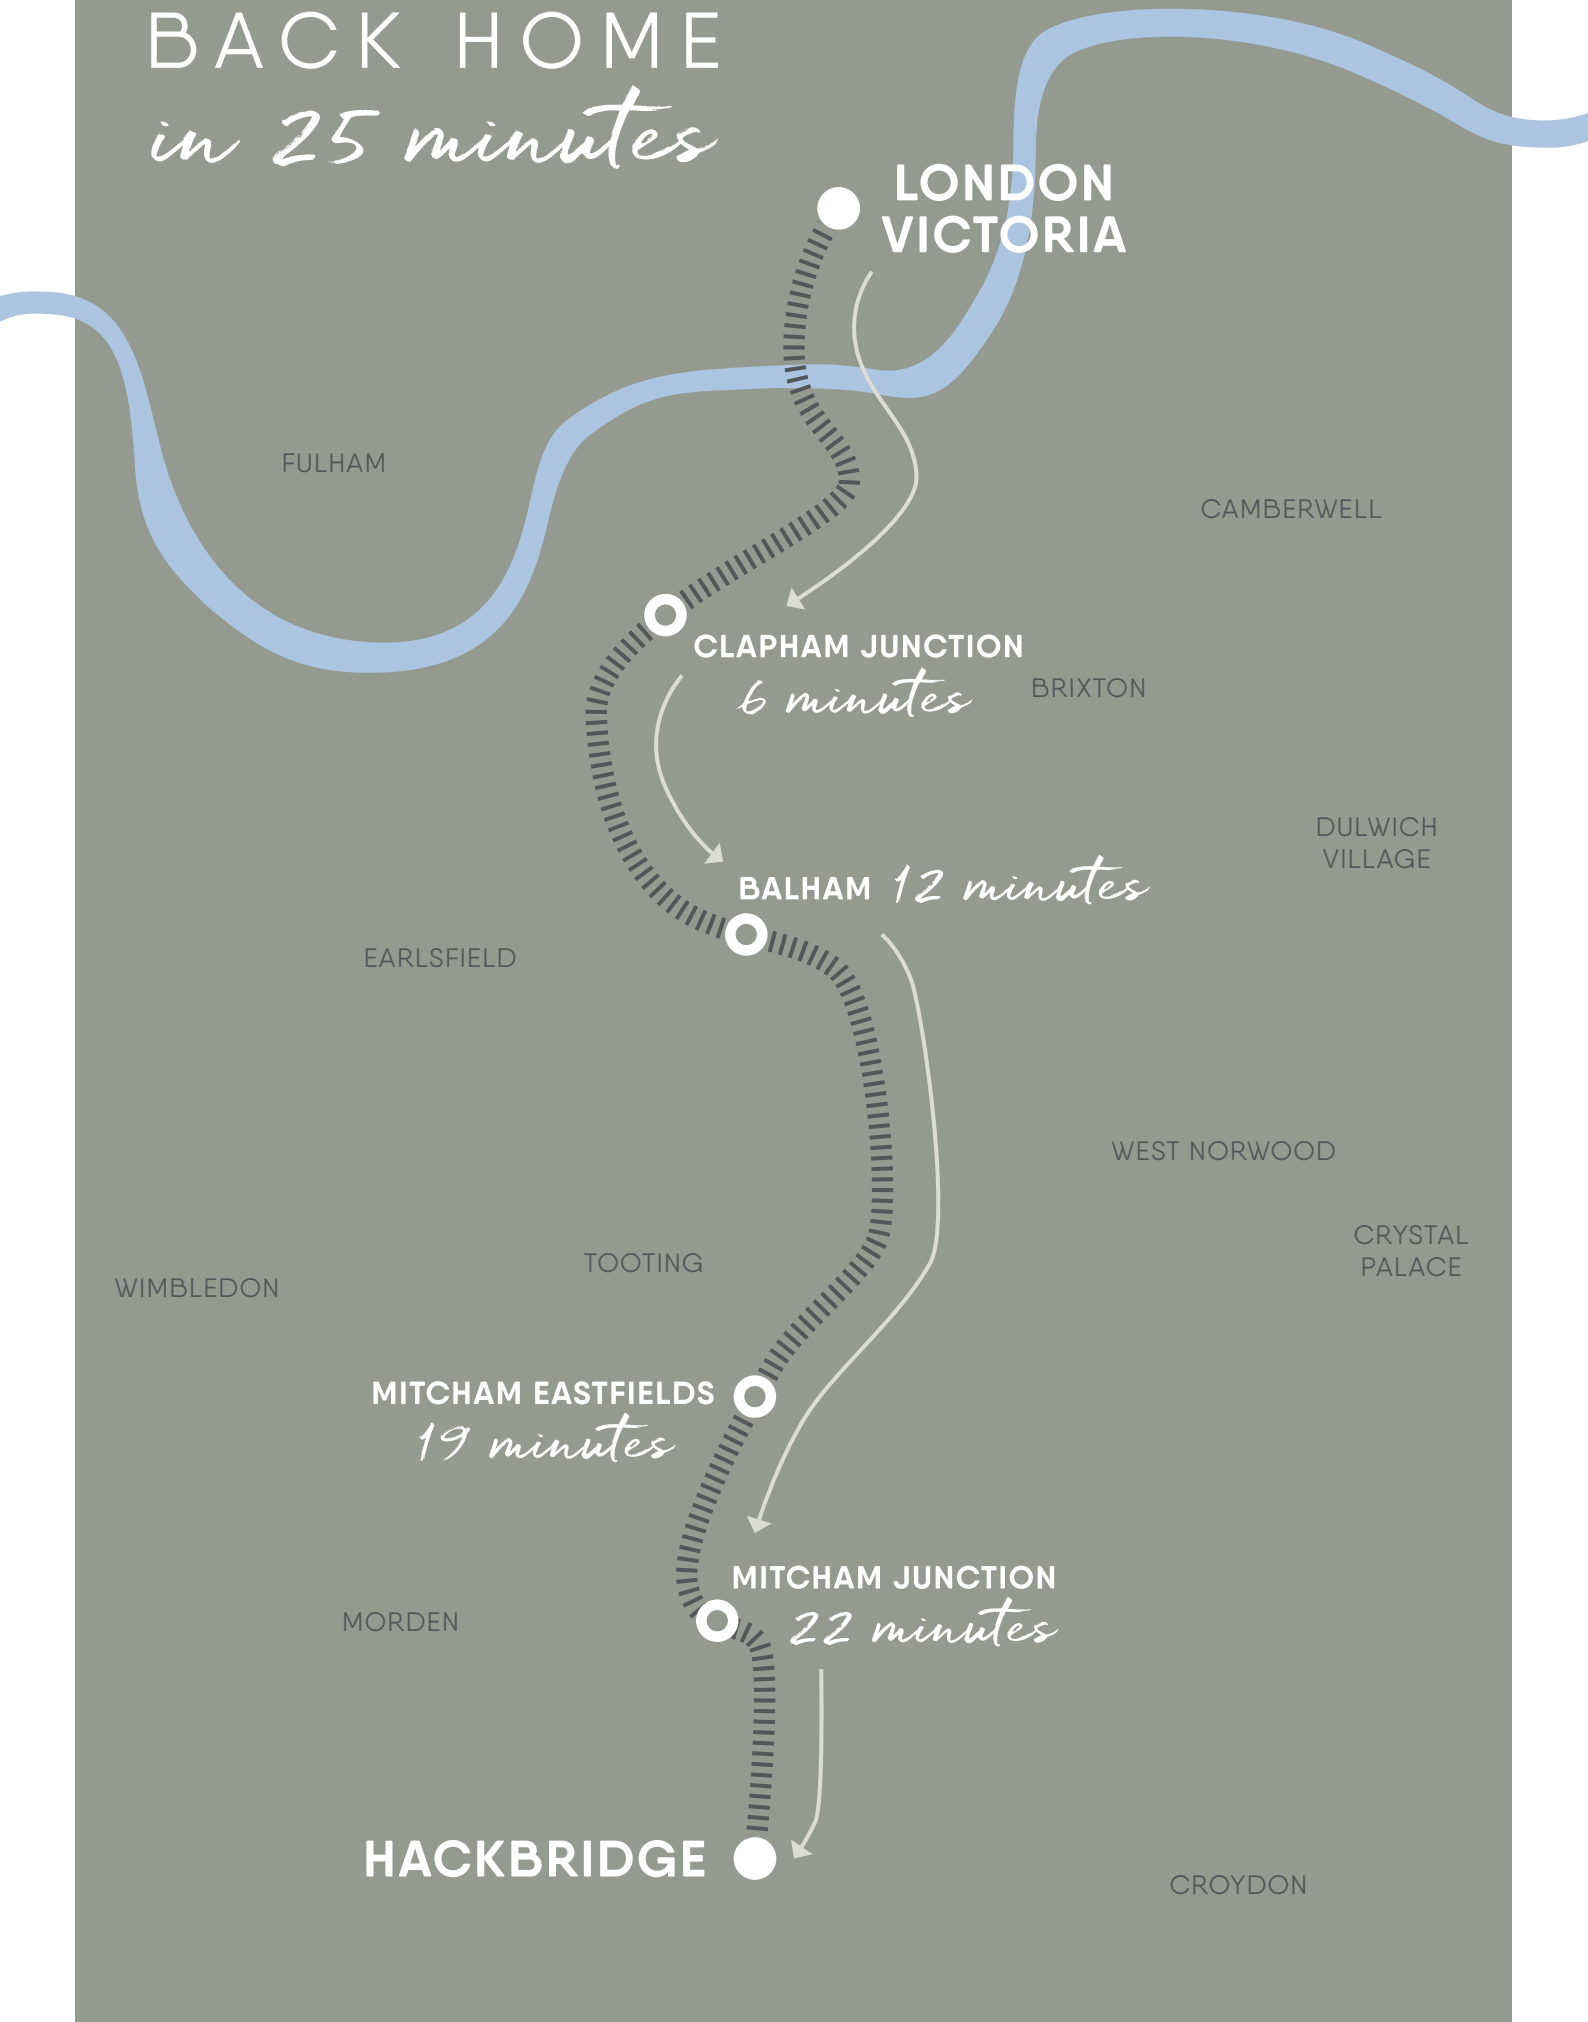 BACK HOME
in 25 minutes
LONDON
VICTORIA
FULHAM
CAMBERWELL
CLAPHAM JUNCTION
6 minutes
BRIXTON
DULWICH
VILLAGE
BALHAM 12 minutes
EARLSFIELD
WEST NORWOOD
CRYSTAL
PALACE
TOOTING
WIMBLEDON
MITCHAM EASTFIELDS
19 minutes
MITCHAM JUNCTION
22 minutes
MORDEN
HACKBRIDGE
CROYDON